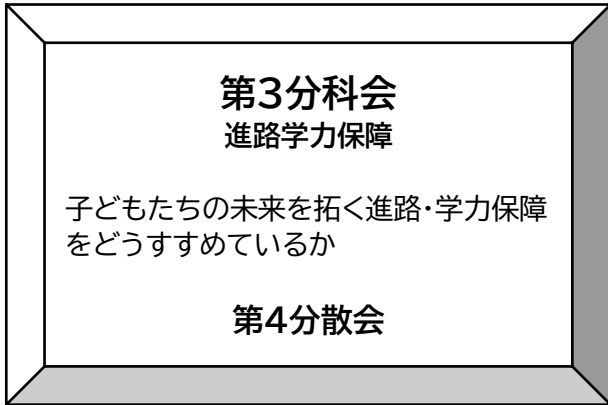 第3分科会
進路学力保障
子どもたちの未来を拓く進路・学力保障
をどうすすめているか
第4分散会